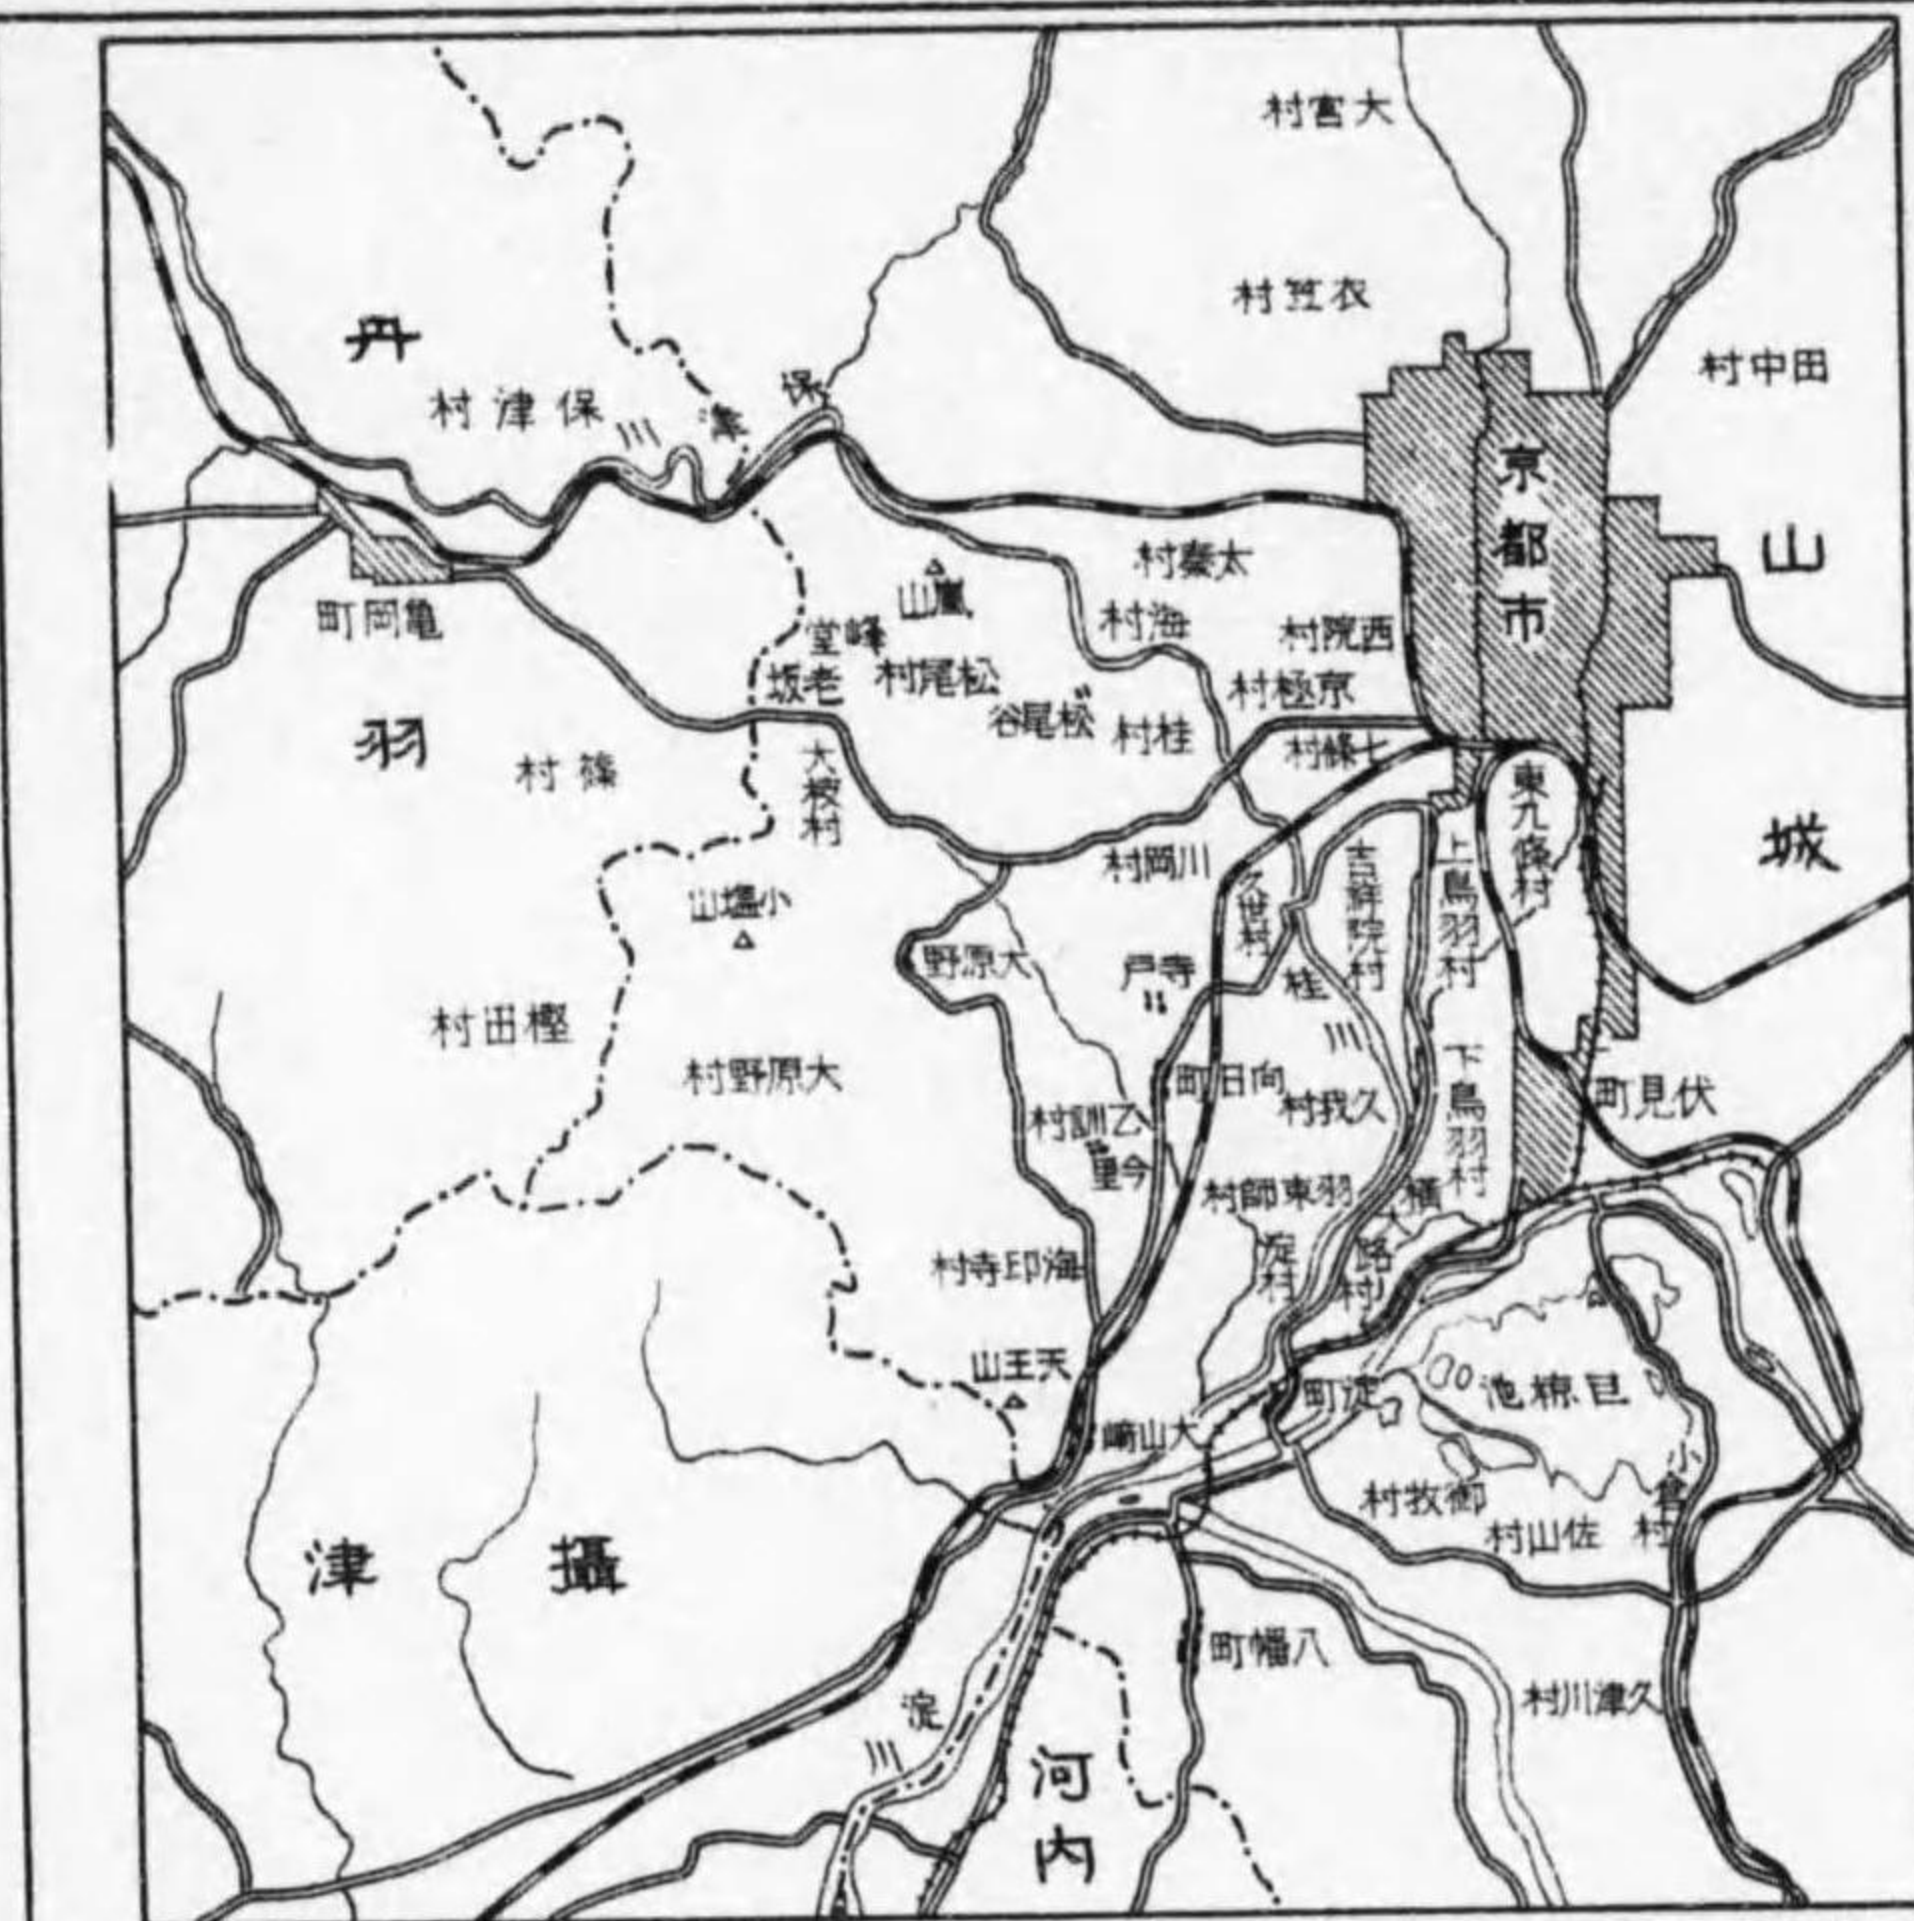 大宮村
衣笠村
田中村
丹
羽
保津村
保津川
京都市
山
城
太秦村
嵐山
亀岡町
西院村
峰堂
老坂
松尾村
京極村
松尾谷
桂村
七條村
篠村
大枝村
東九條村
川岡村
久世村
吉祥院村
上鳥羽村
小塩山
大原野
寺戸
桂川
樫田村
大原野村
向日町
久我村
下鳥羽村
伏見町
乙訓村
今里
羽東師村
横大路村
淀村
海印寺村
天王山
淀町
巨椋池
大山崎
御牧村
佐山村
小倉村
攝津
八幡町
久津川村
淀川
河内